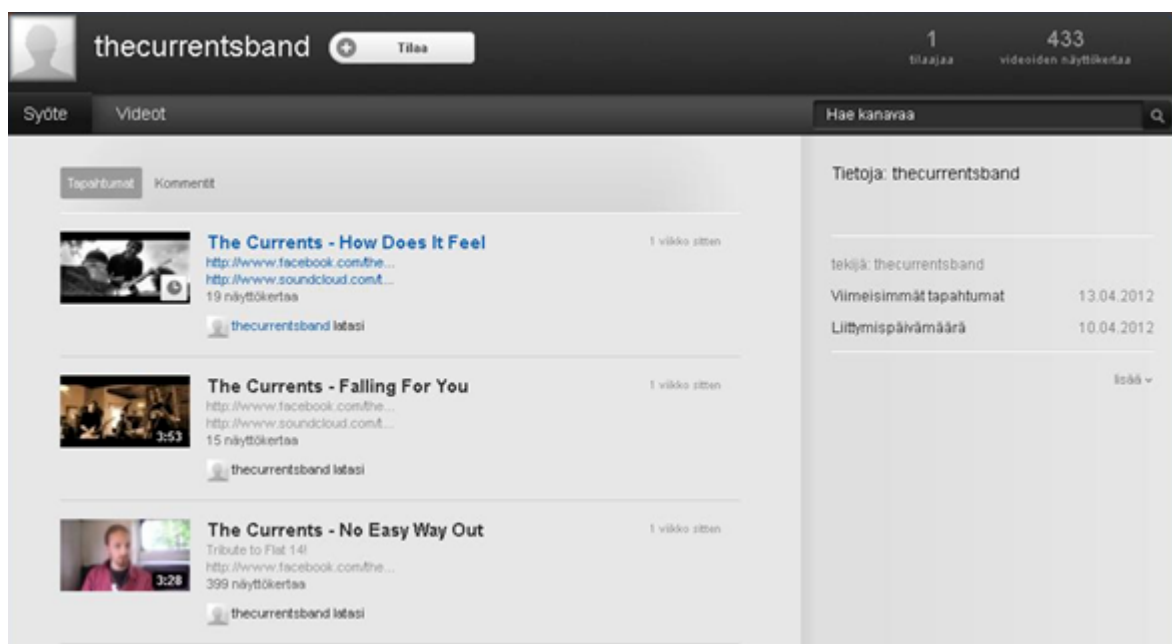 thecurrentsband
Tilaa
1
tilaajaa
433
videoiden näyttökertaa
Syöte
Videot
Hae kanavaa
Tapahtumat
Kommentit
The Currents - How Does It Feel
1 viikko sitten
http://www.facebook.com/the...
http://www.soundcloud.com/t...
19 näyttökertaa
thecurrentsband latasi
The Currents - Falling For You
1 viikko sitten
http://www.facebook.com/the...
http://www.soundcloud.com/t...
3:53
15 näyttökertaa
thecurrentsband latasi
The Currents - No Easy Way Out
1 viikko sitten
Tribute to Flat 14!
http://www.facebook.com/the...
3:28
399 näyttökertaa
thecurrentsband latasi
Tietoja: thecurrentsband
tekijä: thecurrentsband
Viimeisimmät tapahtumat 13.04.2012
Liittymispäivämäärä 10.04.2012
lisää